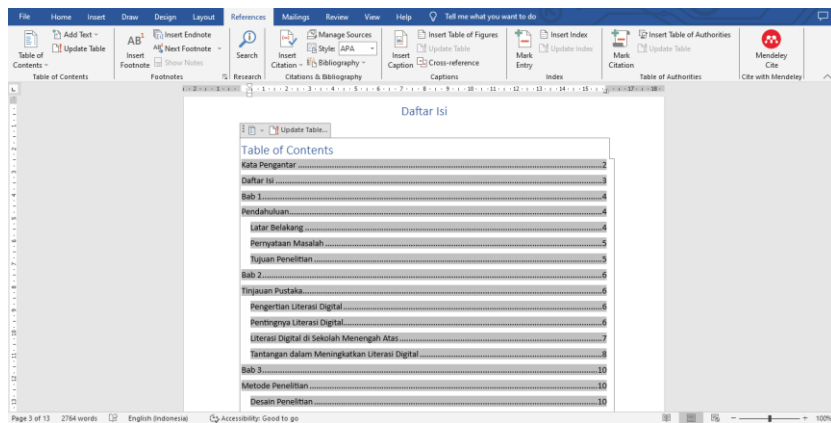 File Home Insert Draw Design Layout References Mailings Review View Help Tell me what you want to do
Table of Contents
Add Text
Update Table
Table of Contents
AB¹ Insert Footnote
Insert Endnote
Next Footnote
Show Notes
Footnotes
Search
Research
Insert Citation
Manage Sources
Style: APA
Bibliography
Citations & Bibliography
Insert Caption
Insert Table of Figures
Update Table
Cross-reference
Captions
Mark Entry
Insert Index
Update Index
Index
Mark Citation
Insert Table of Authorities
Update Table
Table of Authorities
Mendeley Cite
Cite with Mendeley
Daftar Isi
Update Table...
Table of Contents
Kata Pengantar 2
Daftar Isi 3
Bab 1 4
Pendahuluan 4
Latar Belakang 4
Pernyataan Masalah 5
Tujuan Penelitian 5
Bab 2 6
Tinjauan Pustaka 6
Pengertian Literasi Digital 6
Pentingnya Literasi Digital 6
Literasi Digital di Sekolah Menengah Atas 7
Tantangan dalam Meningkatkan Literasi Digital 8
Bab 3 10
Metode Penelitian 10
Desain Penelitian 10
Page 3 of 13 2764 words English (Indonesia) Accessibility: Good to go 100%